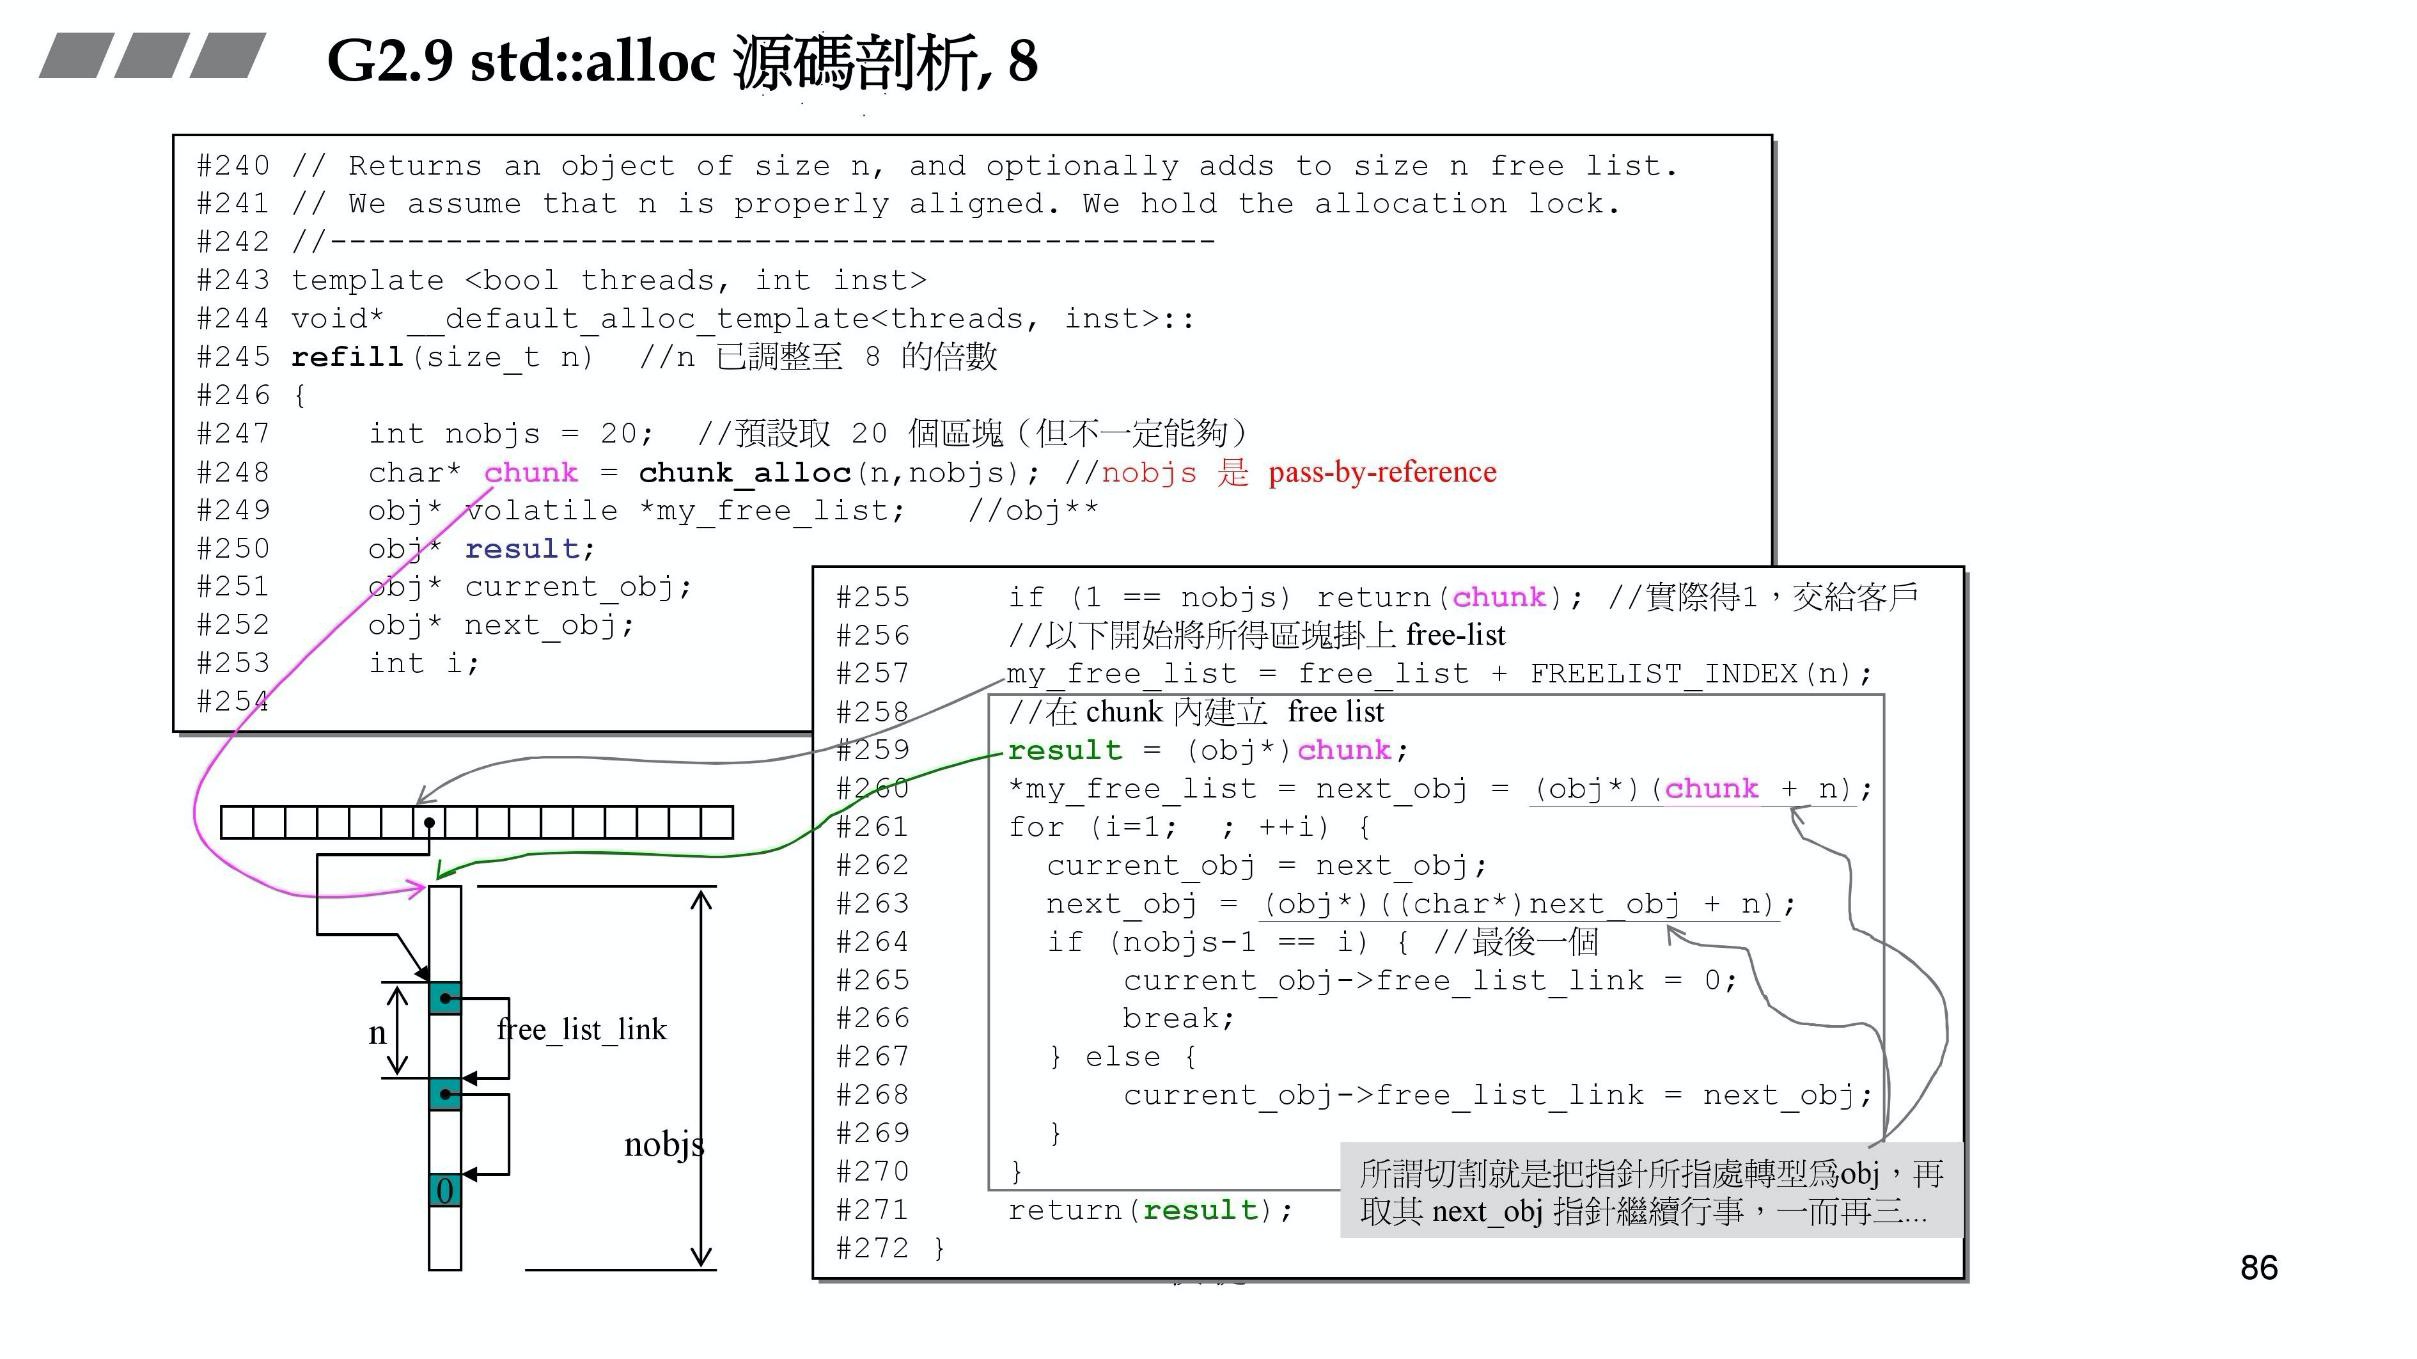 G2.9 std::alloc 源碼剖析, 8
#240 // Returns an object of size n, and optionally adds to size n free list.
#241 // We assume that n is properly aligned. We hold the allocation lock.
#242 //----------------------------------------------
#243 template <bool threads, int inst>
#244 void* __default_alloc_template<threads, inst>::
#245 refill(size_t n)  //n 已調整至 8 的倍數
#246 {
#247     int nobjs = 20;  //預設取 20 個區塊（但不一定能夠）
#248     char* chunk = chunk_alloc(n,nobjs); //nobjs 是 pass-by-reference
#249     obj* volatile *my_free_list;   //obj**
#250     obj* result;
#251     obj* current_obj;
#252     obj* next_obj;
#253     int i;
#254
#255     if (1 == nobjs) return(chunk); //實際得1，交給客戶
#256     //以下開始將所得區塊掛上 free-list
#257     my_free_list = free_list + FREELIST_INDEX(n);
#258     //在 chunk 內建立 free list
#259     result = (obj*)chunk;
#260     *my_free_list = next_obj = (obj*)(chunk + n);
#261     for (i=1;  ; ++i) {
#262       current_obj = next_obj;
#263       next_obj = (obj*)((char*)next_obj + n);
#264       if (nobjs-1 == i) { //最後一個
#265           current_obj->free_list_link = 0;
#266           break;
#267       } else {
#268           current_obj->free_list_link = next_obj;
#269       }
#270     }
#271     return(result);
#272 }
所謂切割就是把指針所指處轉型爲obj，再
取其 next_obj 指針繼續行事，一而再三...
n
free_list_link
nobjs
0
86